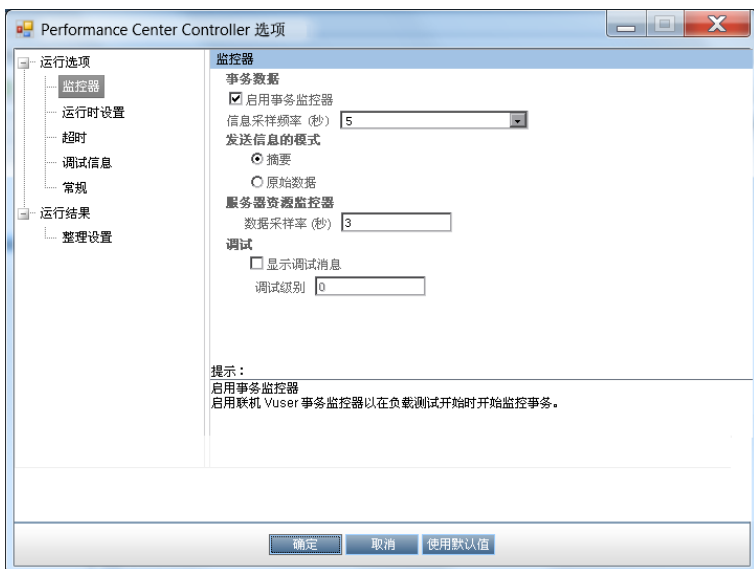 Performance Center Controller 选项
运行选项
监控器
运行时设置
超时
调试信息
常规
运行结果
整理设置
监控器
事务数据
启用事务监控器
信息采样频率 (秒) 5
发送信息的模式
摘要
原始数据
服务器资源监控器
数据采样率 (秒) 3
调试
显示调试消息
调试级别 0
提示：
启用事务监控器
启用联机 Vuser 事务监控器以在负载测试开始时开始监控事务。
确定 取消 使用默认值